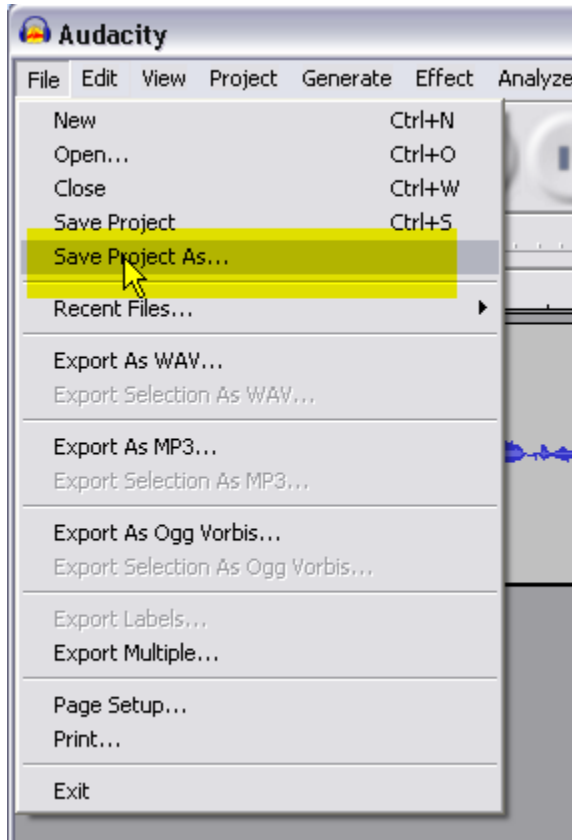 Audacity
File Edit View Project Generate Effect Analyze
New Ctrl+N
Open... Ctrl+O
Close Ctrl+W
Save Project Ctrl+S
Save Project As...
Recent Files...
Export As WAV...
Export Selection As WAV...
Export As MP3...
Export Selection As MP3...
Export As Ogg Vorbis...
Export Selection As Ogg Vorbis...
Export Labels...
Export Multiple...
Page Setup...
Print...
Exit